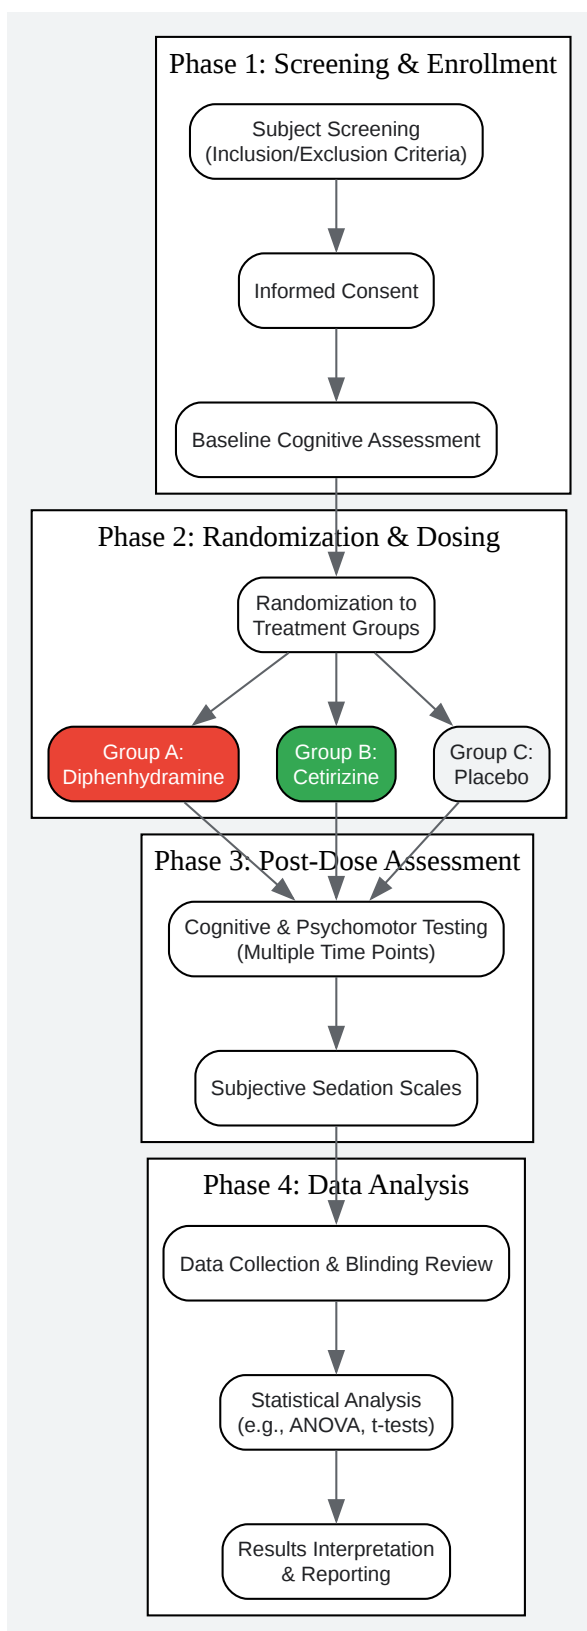 Phase 1: Screening & Enrollment
Subject Screening
(Inclusion/Exclusion Criteria)
Informed Consent
Baseline Cognitive Assessment
Phase 2: Randomization & Dosing
Randomization to
Treatment Groups
Group A:
Diphenhydramine
Group B:
Cetirizine
Group C:
Placebo
Phase 3: Post-Dose Assessment
Cognitive & Psychomotor Testing
(Multiple Time Points)
Subjective Sedation Scales
Phase 4: Data Analysis
Data Collection & Blinding Review
Statistical Analysis
(e.g., ANOVA, t-tests)
Results Interpretation
& Reporting